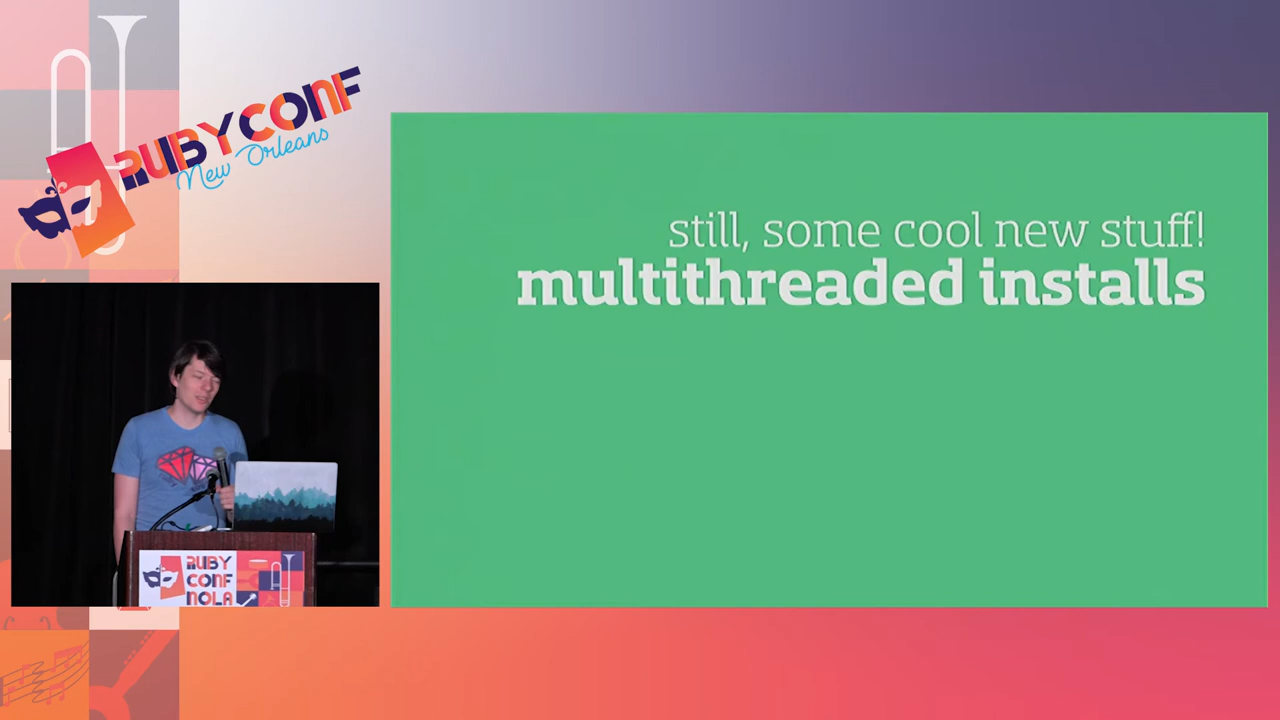 RUBYCONF
New Orleans
still, some cool new stuff!
multithreaded installs
RUBY
CONF
NOLA